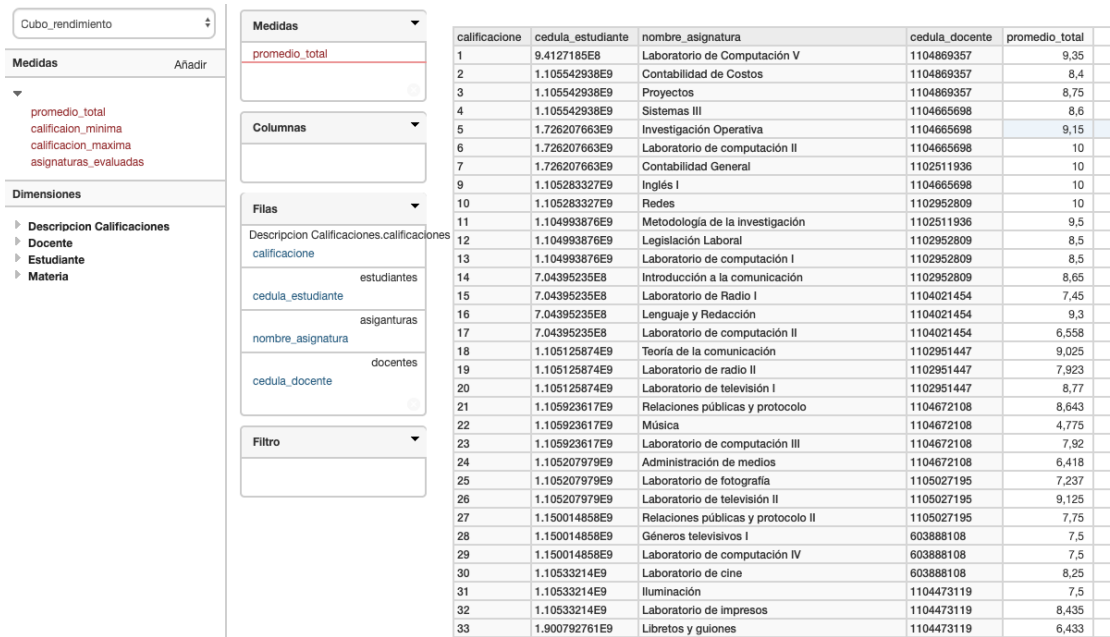 Cubo_rendimiento
Medidas Añadir
promedio_total
calificaion_minima
calificacion_maxima
asignaturas_evaluadas
Dimensiones
Descripcion Calificaciones
Docente
Estudiante
Materia
Medidas
promedio_total
Columnas
Filas
Descripcion Calificaciones.calificaciones
calificacione
estudiantes
cedula_estudiante
asiganturas
nombre_asignatura
docentes
cedula_docente
Filtro
calificacione cedula_estudiante nombre_asignatura cedula_docente promedio_total
1 9.4127185E8 Laboratorio de Computación V 1104869357 9,35
2 1.105542938E9 Contabilidad de Costos 1104869357 8,4
3 1.105542938E9 Proyectos 1104869357 8,75
4 1.105542938E9 Sistemas III 1104665698 8,6
5 1.726207663E9 Investigación Operativa 1104665698 9,15
6 1.726207663E9 Laboratorio de computación II 1104665698 10
7 1.726207663E9 Contabilidad General 1102511936 10
9 1.105283327E9 Inglés I 1104665698 10
10 1.105283327E9 Redes 1102952809 10
11 1.104993876E9 Metodología de la investigación 1102511936 9,5
12 1.104993876E9 Legislación Laboral 1102952809 8,5
13 1.104993876E9 Laboratorio de computación I 1102952809 8,5
14 7.04395235E8 Introducción a la comunicación 1102952809 8,65
15 7.04395235E8 Laboratorio de Radio I 1104021454 7,45
16 7.04395235E8 Lenguaje y Redacción 1104021454 9,3
17 7.04395235E8 Laboratorio de computación II 1104021454 6,558
18 1.105125874E9 Teoría de la comunicación 1102951447 9,025
19 1.105125874E9 Laboratorio de radio II 1102951447 7,923
20 1.105125874E9 Laboratorio de televisión I 1102951447 8,77
21 1.105923617E9 Relaciones públicas y protocolo 1104672108 8,643
22 1.105923617E9 Música 1104672108 4,775
23 1.105923617E9 Laboratorio de computación III 1104672108 7,92
24 1.105207979E9 Administración de medios 1104672108 6,418
25 1.105207979E9 Laboratorio de fotografía 1105027195 7,237
26 1.105207979E9 Laboratorio de televisión II 1105027195 9,125
27 1.150014858E9 Relaciones públicas y protocolo II 1105027195 7,75
28 1.150014858E9 Géneros televisivos I 603888108 7,5
29 1.150014858E9 Laboratorio de computación IV 603888108 7,5
30 1.10533214E9 Laboratorio de cine 603888108 8,25
31 1.10533214E9 Iluminación 1104473119 7,5
32 1.10533214E9 Laboratorio de impresos 1104473119 8,435
33 1.900792761E9 Libretos y guiones 1104473119 6,433